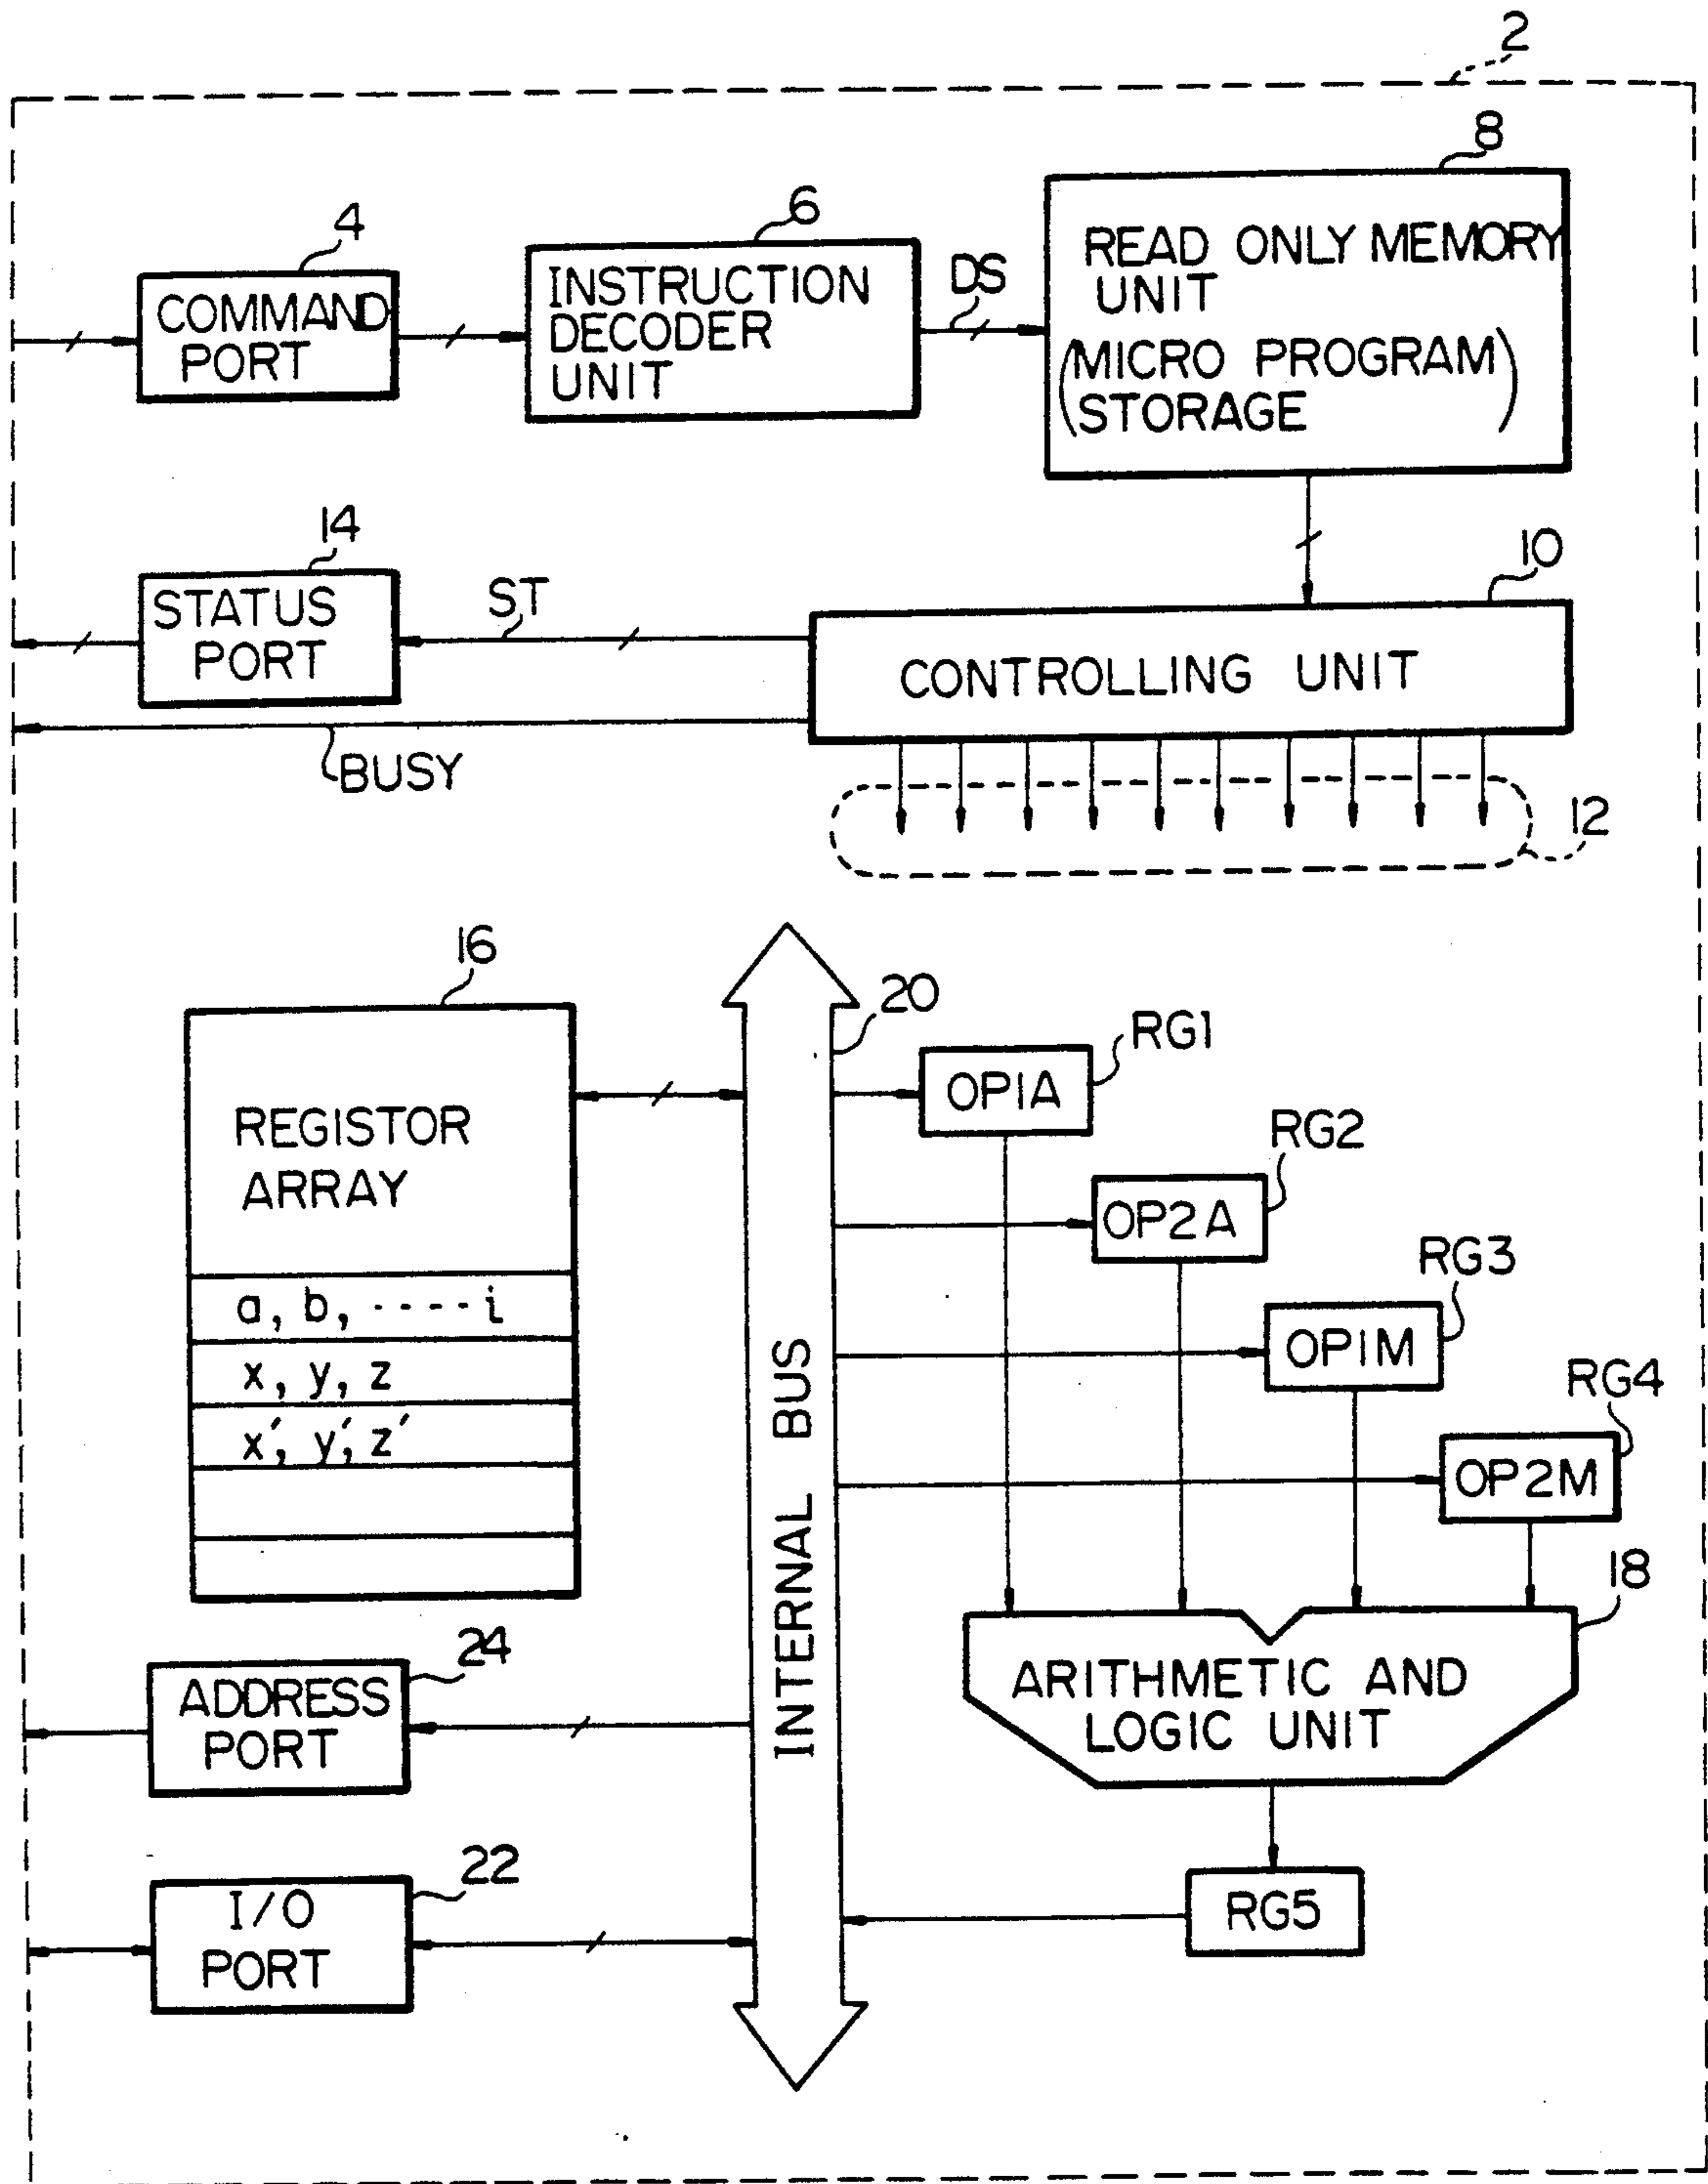 2
8
READ ONLY MEMORY
UNIT
(MICRO PROGRAM)
STORAGE
4
COMMAND
PORT
6
INSTRUCTION
DECODER
UNIT
DS
14
STATUS
PORT
ST
10
CONTROLLING UNIT
BUSY
12
16
REGISTOR
ARRAY
a, b, ----i
x, y, z
x', y', z'
20
INTERNAL BUS
OP1A
RG1
OP2A
RG2
OP1M
RG3
OP2M
RG4
18
ARITHMETIC AND
LOGIC UNIT
RG5
24
ADDRESS
PORT
22
I/O
PORT